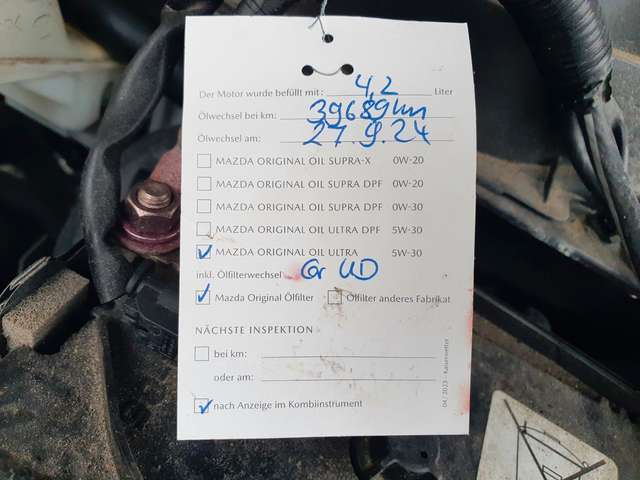 Der Motor wurde befüllt mit: 4,2 Liter
Ölwechsel bei km: 39689km
Ölwechsel am: 27.9.24
MAZDA ORIGINAL OIL SUPRA-X 0W-20
MAZDA ORIGINAL OIL SUPRA DPF 0W-20
MAZDA ORIGINAL OIL SUPRA DPF 0W-30
MAZDA ORIGINAL OIL ULTRA DPF 5W-30
MAZDA ORIGINAL OIL ULTRA 5W-30
inkl. Ölfilterwechsel
Mazda Original Ölfilter Ölfilter anderes Fabrikat
NÄCHSTE INSPEKTION
bei km:
oder am:
nach Anzeige im Kombiinstrument